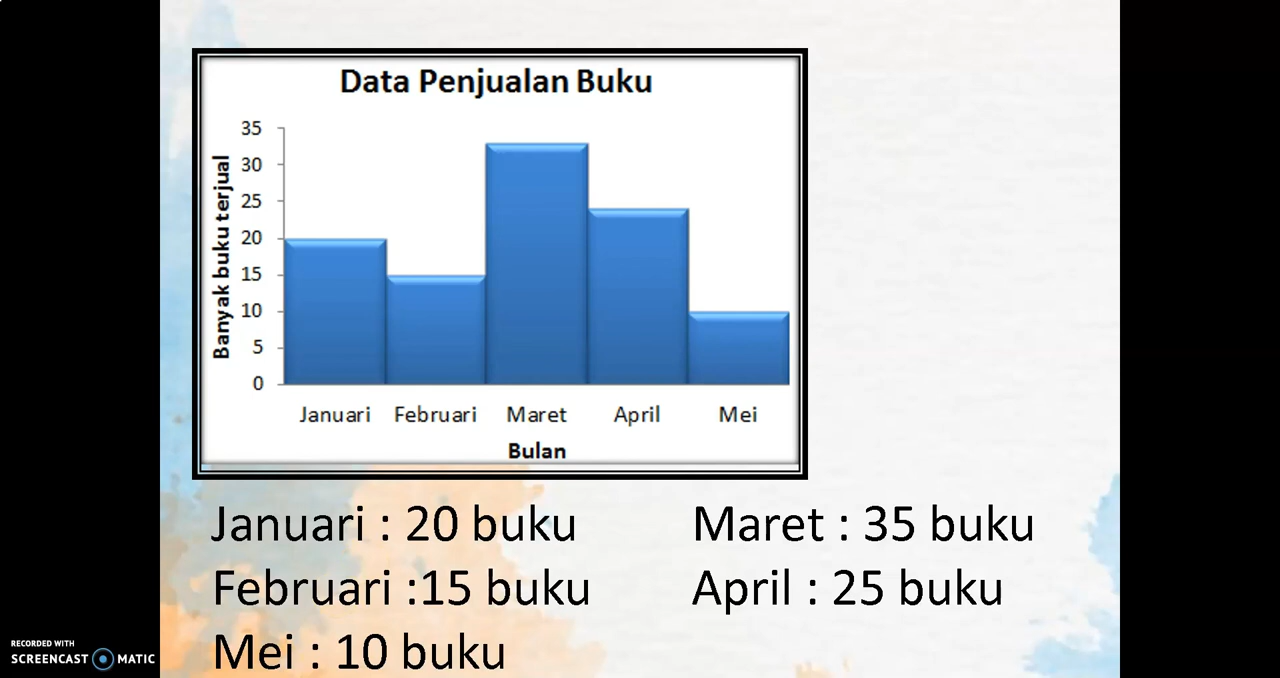 Data Penjualan Buku
35
30
25
20
15
10
5
0
Banyak buku terjual
Januari Februari Maret April Mei
Bulan
Januari : 20 buku
Maret : 35 buku
Februari :15 buku
April : 25 buku
Mei : 10 buku
RECORDED WITH
SCREENCAST MATIC